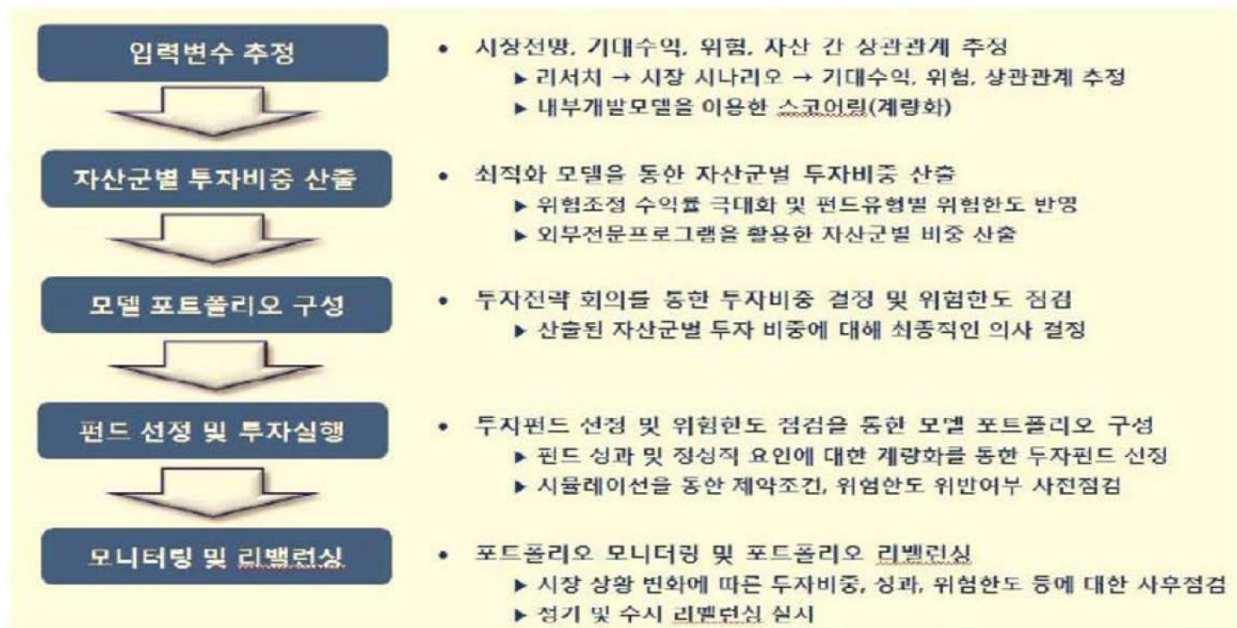 입력변수 추정
• 시장전망, 기대수익, 위험, 자산 간 상관관계 추정
▶ 리서치 → 시장 시나리오 → 기대수익, 위험, 상관관계 추정
▶ 내부개발모델을 이용한 스코어링(계량화)
자산군별 투자비중 산출
• 최적화 모델을 통한 자산군별 투자비중 산출
▶ 위험조정 수익률 극대화 및 펀드유형별 위험한도 반영
▶ 외부전문프로그램을 활용한 자산군별 비중 산출
모델 포트폴리오 구성
• 투자전략 회의를 통한 투자비중 결정 및 위험한도 점검
▶ 산출된 자산군별 투자 비중에 대해 최종적인 의사 결정
펀드 선정 및 투자실행
• 투자펀드 선정 및 위험한도 점검을 통한 모델 포트폴리오 구성
▶ 펀드 성과 및 정성적 요인에 대한 계량화를 통한 투자펀드 선정
▶ 시뮬레이션을 통한 제약조건, 위험한도 위반여부 사전점검
모니터링 및 리밸런싱
• 포트폴리오 모니터링 및 포트폴리오 리밸런싱
▶ 시장 상황 변화에 따른 투자비중, 성과, 위험한도 등에 대한 사후점검
▶ 정기 및 수시 리밸런싱 실시